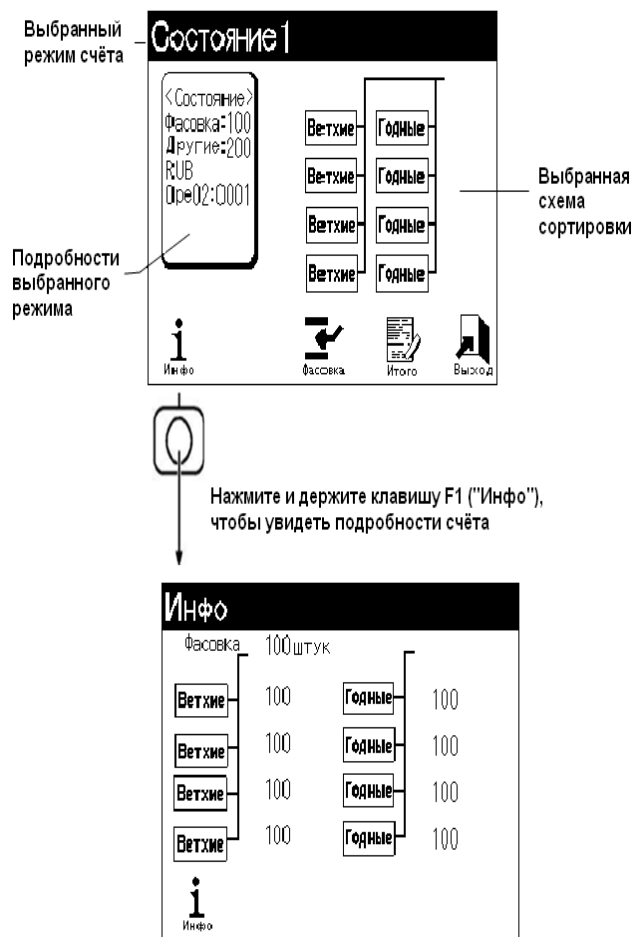 Выбранный
режим счёта
Состояние1
<Состояние>
Фасовка:100
Другие:200
RUB
Ope02:0001
Ветхие Годные
Ветхие Годные
Ветхие Годные
Ветхие Годные
Выбранная
схема
сортировки
Подробности
выбранного
режима
Инфо Фасовка Итого Выход
Нажмите и держите клавишу F1 ("Инфо"),
чтобы увидеть подробности счёта
Инфо
Фасовка 100штук
Ветхие 100 Годные 100
Ветхие 100 Годные 100
Ветхие 100 Годные 100
Ветхие 100 Годные 100
Инфо